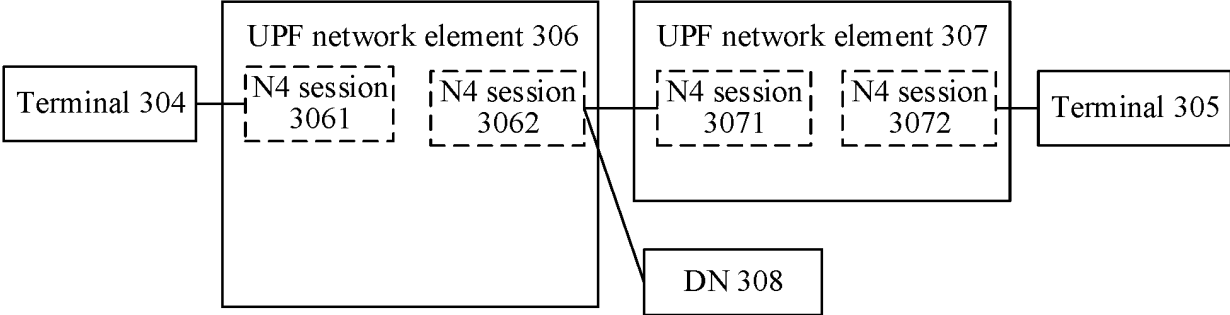 UPF network element 306
UPF network element 307
Terminal 304
N4 session
3061
N4 session
3062
N4 session
3071
N4 session
3072
Terminal 305
DN 308